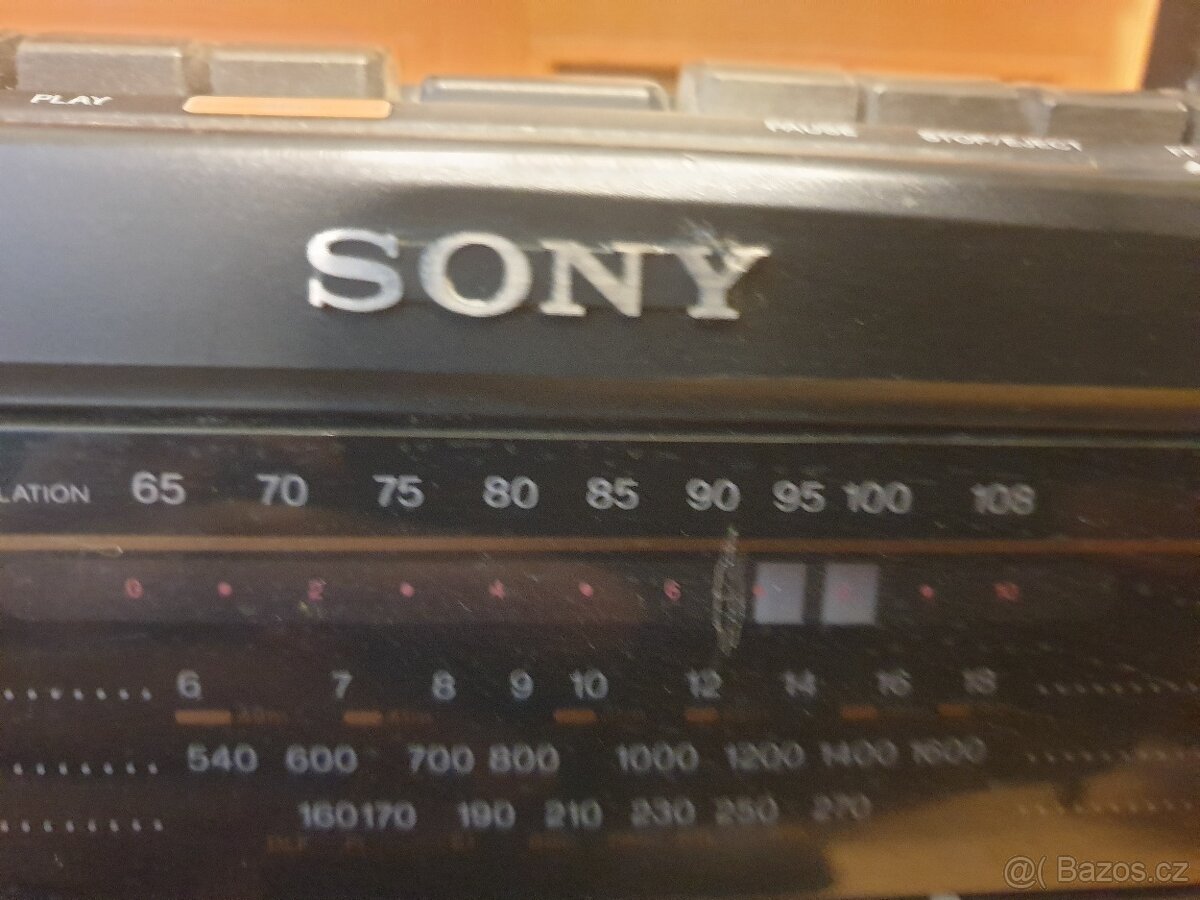 PLAY
PAUSE STOP/EJECT
SONY
LATION 65 70 75 80 85 90 95 100 108
0 2 4 6 8 10
6 7 8 9 10 12 14 16 18
540 600 700 800 1000 1200 1400 1600
160 170 190 210 230 250 270
@( Bazos.cz